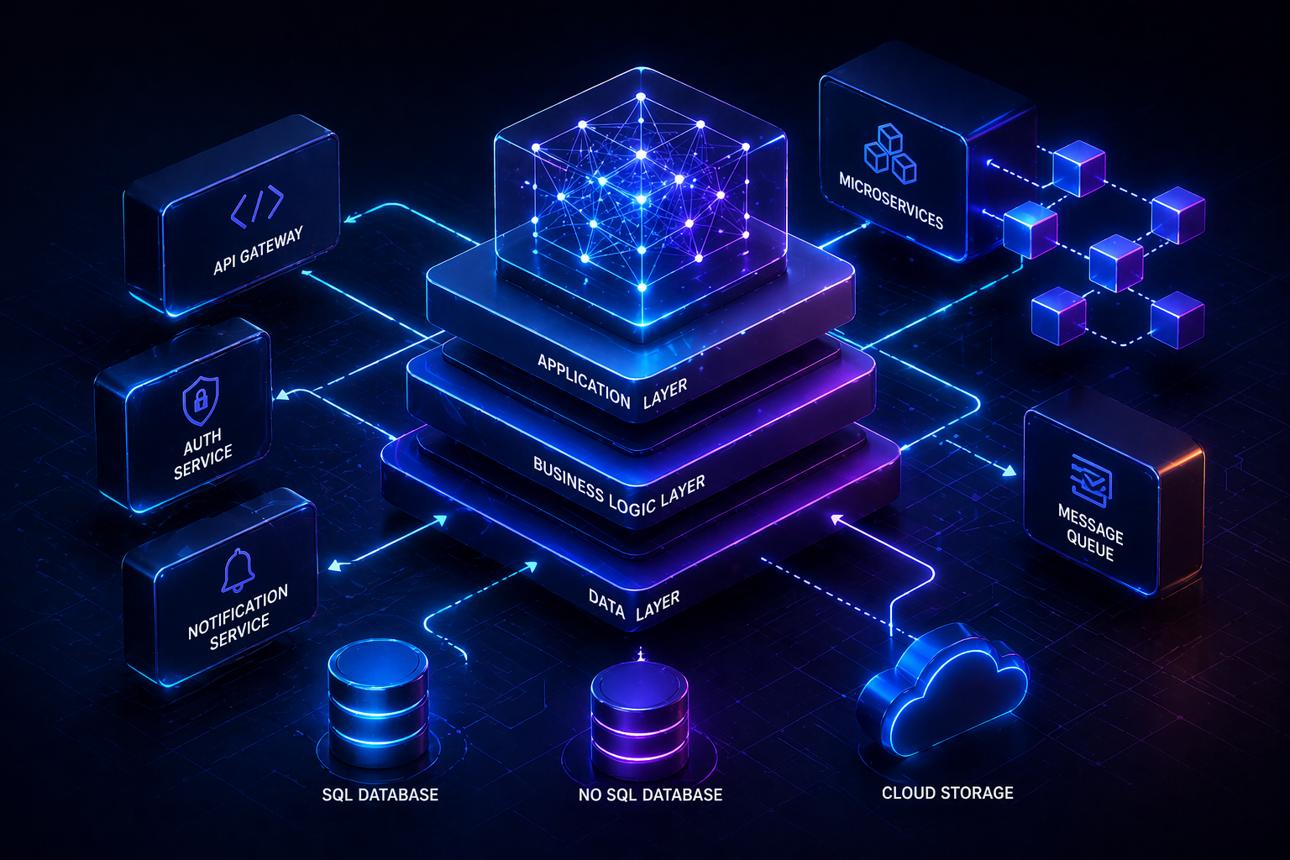 API GATEWAY
MICROSERVICES
APPLICATION LAYER
AUTH
SERVICE
BUSINESS LOGIC LAYER
MESSAGE
QUEUE
NOTIFICATION
SERVICE
DATA LAYER
SQL DATABASE
NO SQL DATABASE
CLOUD STORAGE